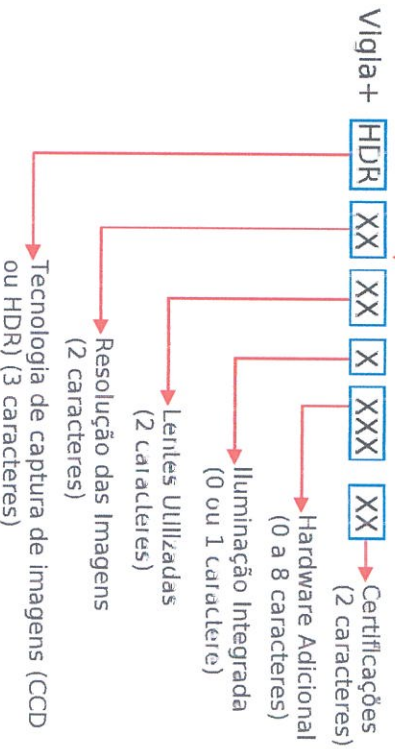 Vigia+ HDR XX XX X XXX XX
Certificações
(2 caracteres)
Hardware Adicional
(0 a 8 caracteres)
Iluminação Integrada
(0 ou 1 caractere)
Lentes Utilizadas
(2 caracteres)
Resolução das Imagens
(2 caracteres)
Tecnologia de captura de imagens (CCD
ou HDR) (3 caracteres)